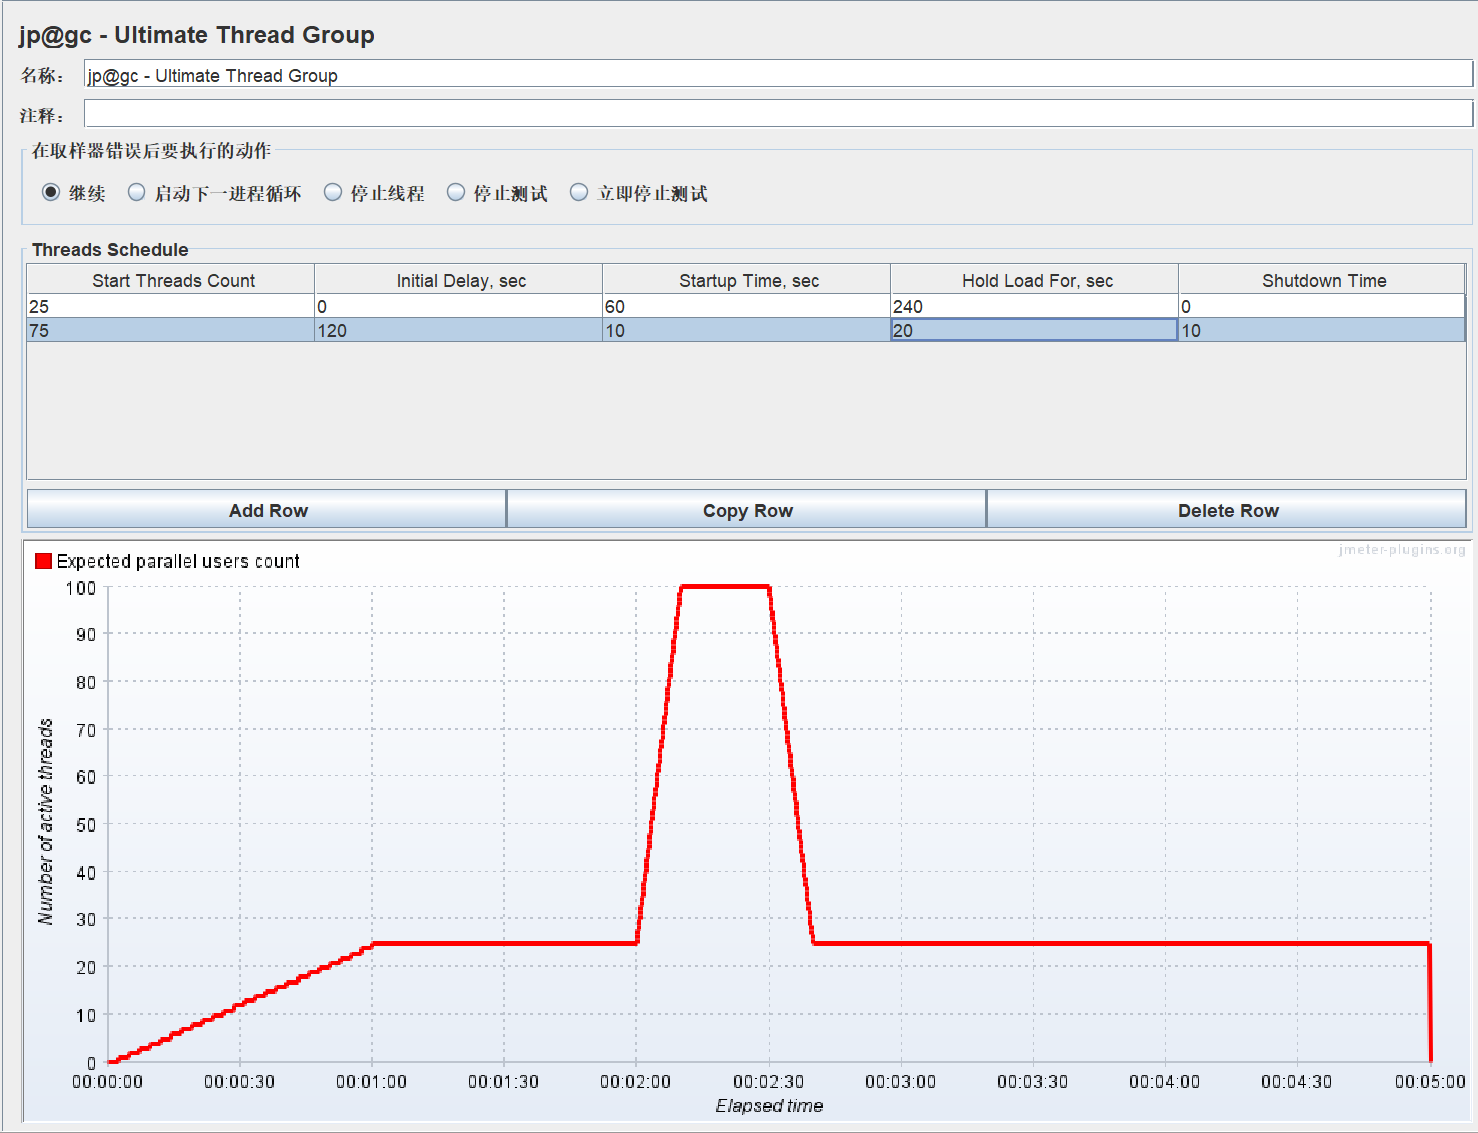 jp@gc - Ultimate Thread Group
名称： jp@gc - Ultimate Thread Group
注释：
在取样器错误后要执行的动作
继续 启动下一进程循环 停止线程 停止测试 立即停止测试
Threads Schedule
Start Threads Count Initial Delay, sec Startup Time, sec Hold Load For, sec Shutdown Time
25 0 60 240 0
75 120 10 20 10
Add Row Copy Row Delete Row
jmeter-plugins.org
Expected parallel users count
100
90
80
70
60
50
40
30
20
10
0
Number of active threads
00:00:00 00:00:30 00:01:00 00:01:30 00:02:00 00:02:30 00:03:00 00:03:30 00:04:00 00:04:30 00:05:00
Elapsed time